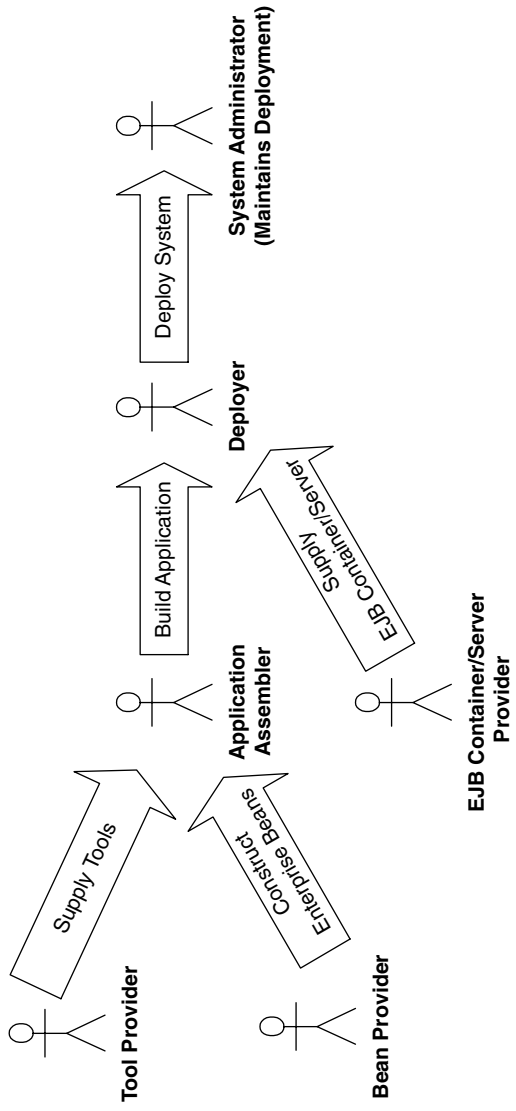 Supply Tools
Tool Provider
Construct
Enterprise Beans
Bean Provider
Application
Assembler
Build Application
Supply
EJB Container/Server
EJB Container/Server
Provider
Deployer
Deploy System
System Administrator
(Maintains Deployment)